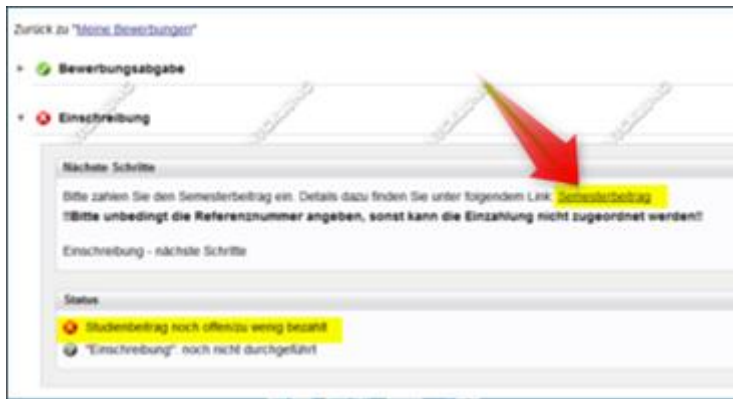 Zurück zu "Meine Bewerbungen"
Bewerbungsabgabe
Einschreibung
Nächste Schritte
Bitte zahlen Sie den Semesterbeitrag ein. Details dazu finden Sie unter folgendem Link: Semesterbeitrag
!!Bitte unbedingt die Referenznummer angeben, sonst kann die Einzahlung nicht zugeordnet werden!!
Einschreibung - nächste Schritte
Status
Studienbeitrag noch offen/zu wenig bezahlt
"Einschreibung": noch nicht durchgeführt